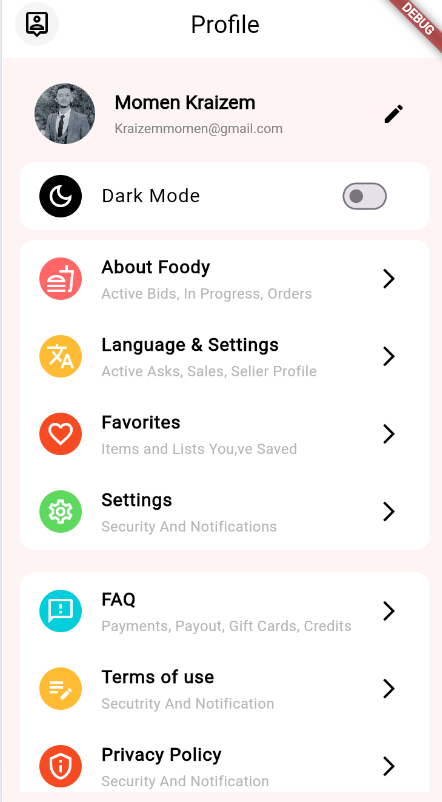 Profile
DEBUG
Momen Kraizem
Kraizemmomen@gmail.com
Dark Mode
About Foody
Active Bids, In Progress, Orders
Language & Settings
Active Asks, Sales, Selier Profile
Favorites
Items and Lists You,ve Saved
Settings
Security And Notifications
FAQ
Payments, Payout, Gift Cards, Credits
Terms of use
Secutrity And Notification
Privacy Policy
Security And Notification